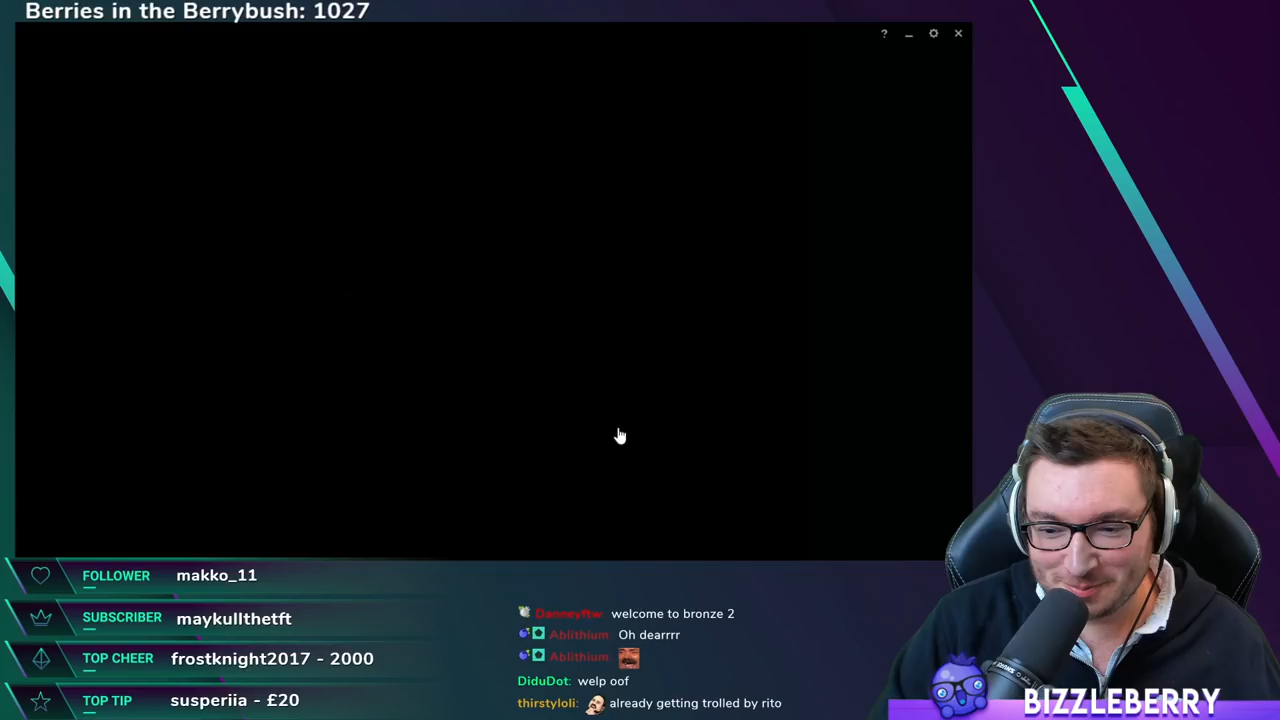 Berries in the Berrybush: 1027
?
FOLLOWER makko_11
SUBSCRIBER maykullthetft
TOP CHEER frostknight2017 - 2000
TOP TIP susperiia - £20
Danneyftw: welcome to bronze 2
Ablithium: Oh dearrrr
Ablithium:
DiduDot: welp oof
thirstyloli: already getting trolled by rito
BIZZLEBERRY